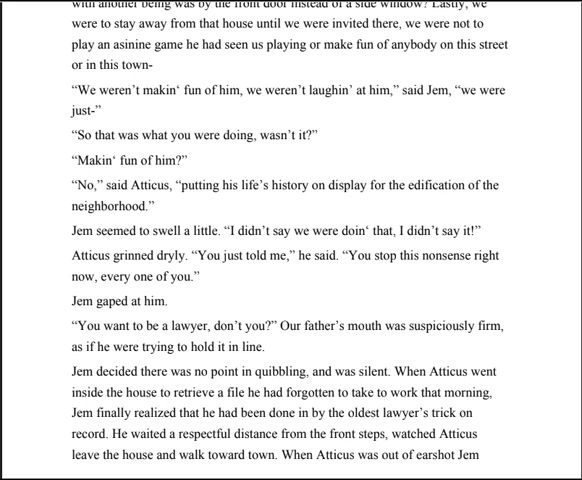 with another being was by the front door instead of a side window? Lastly, we
were to stay away from that house until we were invited there, we were not to
play an asinine game he had seen us playing or make fun of anybody on this street
or in this town-
“We weren’t makin‘ fun of him, we weren’t laughin’ at him,” said Jem, “we were
just-”
“So that was what you were doing, wasn’t it?”
“Makin‘ fun of him?”
“No,” said Atticus, “putting his life’s history on display for the edification of the
neighborhood.”
Jem seemed to swell a little. “I didn’t say we were doin‘ that, I didn’t say it!”
Atticus grinned dryly. “You just told me,” he said. “You stop this nonsense right
now, every one of you.”
Jem gaped at him.
“You want to be a lawyer, don’t you?” Our father’s mouth was suspiciously firm,
as if he were trying to hold it in line.
Jem decided there was no point in quibbling, and was silent. When Atticus went
inside the house to retrieve a file he had forgotten to take to work that morning,
Jem finally realized that he had been done in by the oldest lawyer’s trick on
record. He waited a respectful distance from the front steps, watched Atticus
leave the house and walk toward town. When Atticus was out of earshot Jem